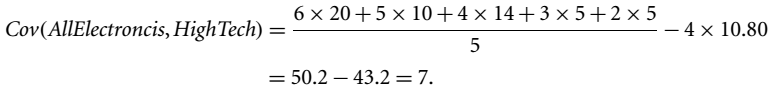 Cov(AllElectroncis, HighTech) = (6 × 20 + 5 × 10 + 4 × 14 + 3 × 5 + 2 × 5) / 5 − 4 × 10.80
= 50.2 − 43.2 = 7.